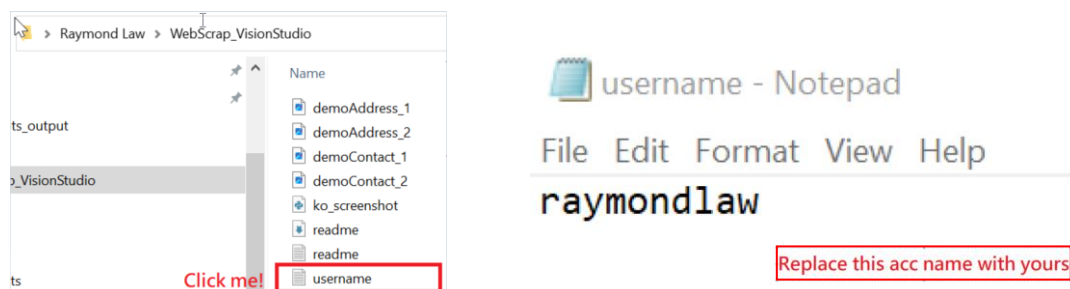 Raymond Law > WebScrap_VisionStudio
Name
demoAddress_1
demoAddress_2
ts_output
demoContact_1
_VisionStudio
demoContact_2
ko_screenshot
readme
readme
ts
Click me!
username
username - Notepad
File Edit Format View Help
raymondlaw
Replace this acc name with yours